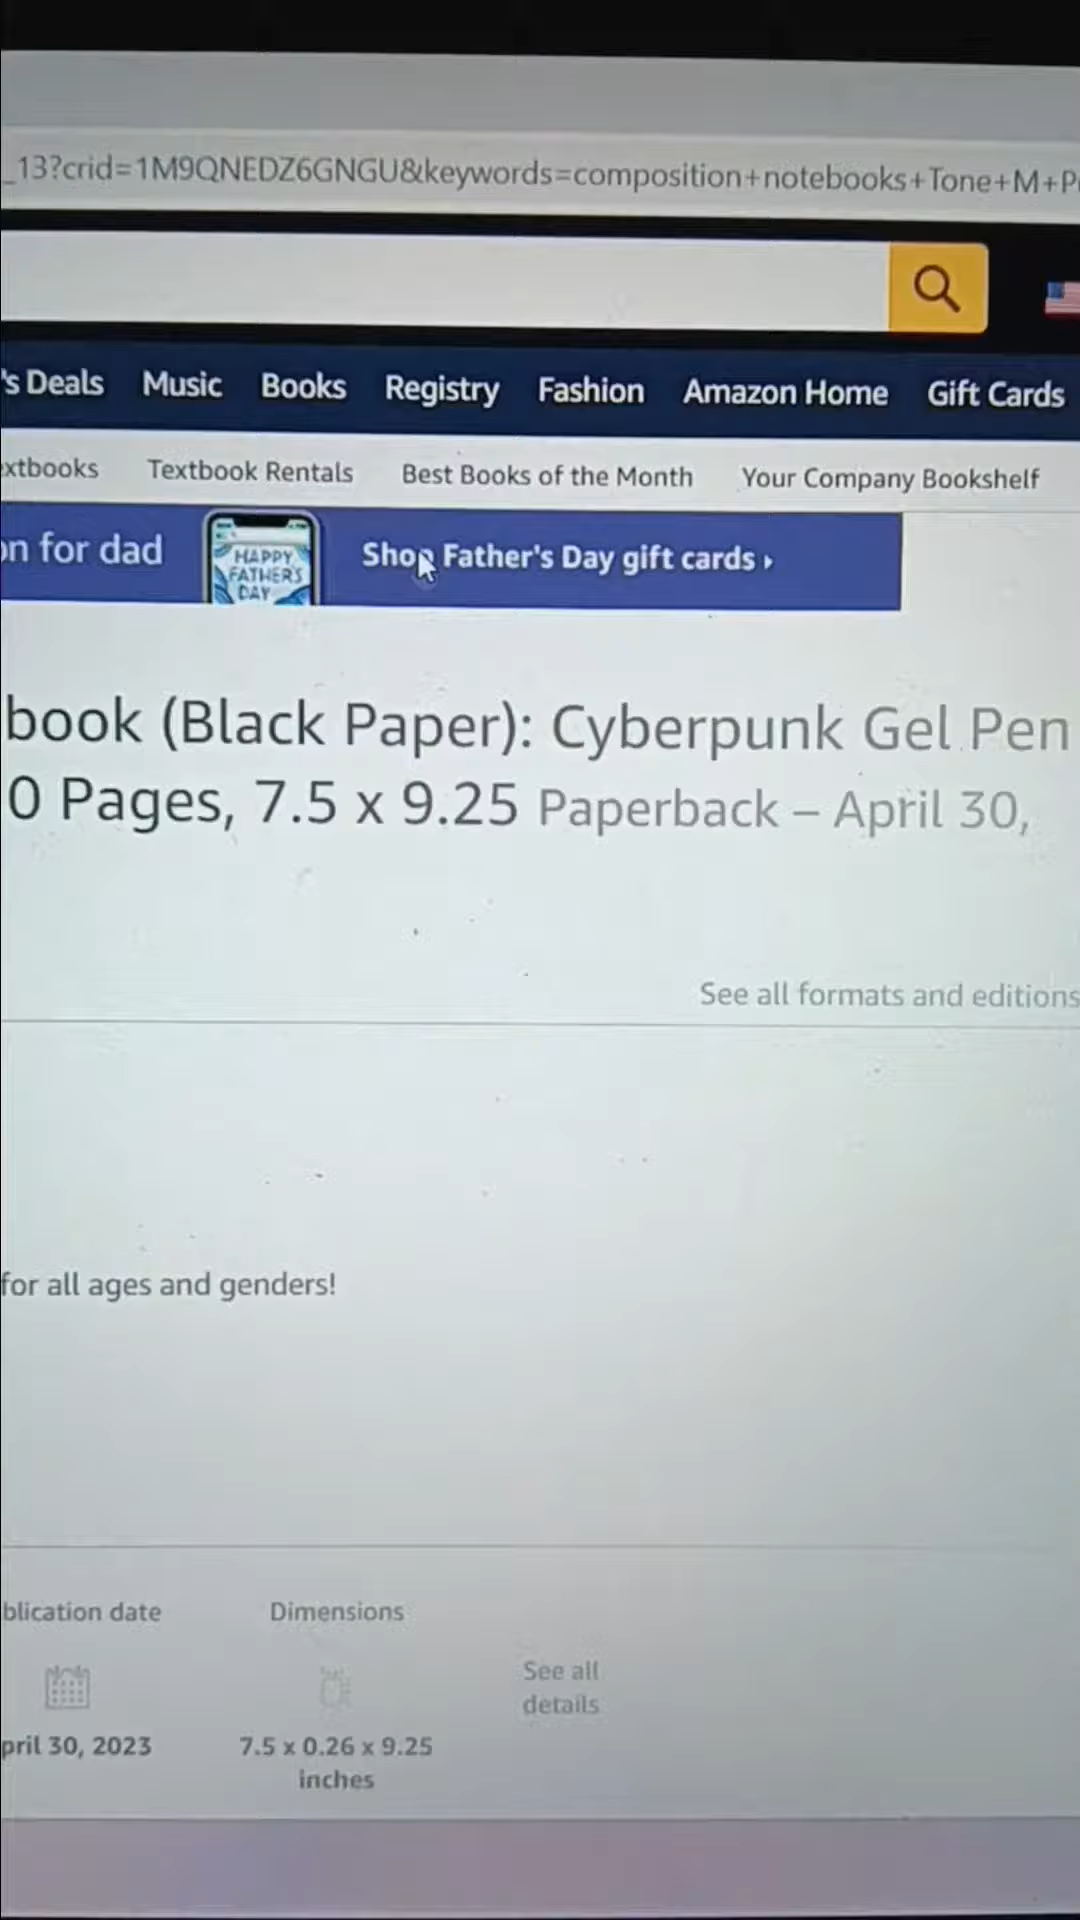 _13?crid=1M9QNEDZ6GNGU&keywords=composition+notebooks+Tone+M+P
's Deals Music Books Registry Fashion Amazon Home Gift Cards
extbooks Textbook Rentals Best Books of the Month Your Company Bookshelf
on for dad
HAPPY
FATHERS
DAY
Shop Father's Day gift cards ›
book (Black Paper): Cyberpunk Gel Pen
0 Pages, 7.5 x 9.25 Paperback – April 30,
See all formats and editions
for all ages and genders!
blication date
pril 30, 2023
Dimensions
7.5 x 0.26 x 9.25
inches
See all
details